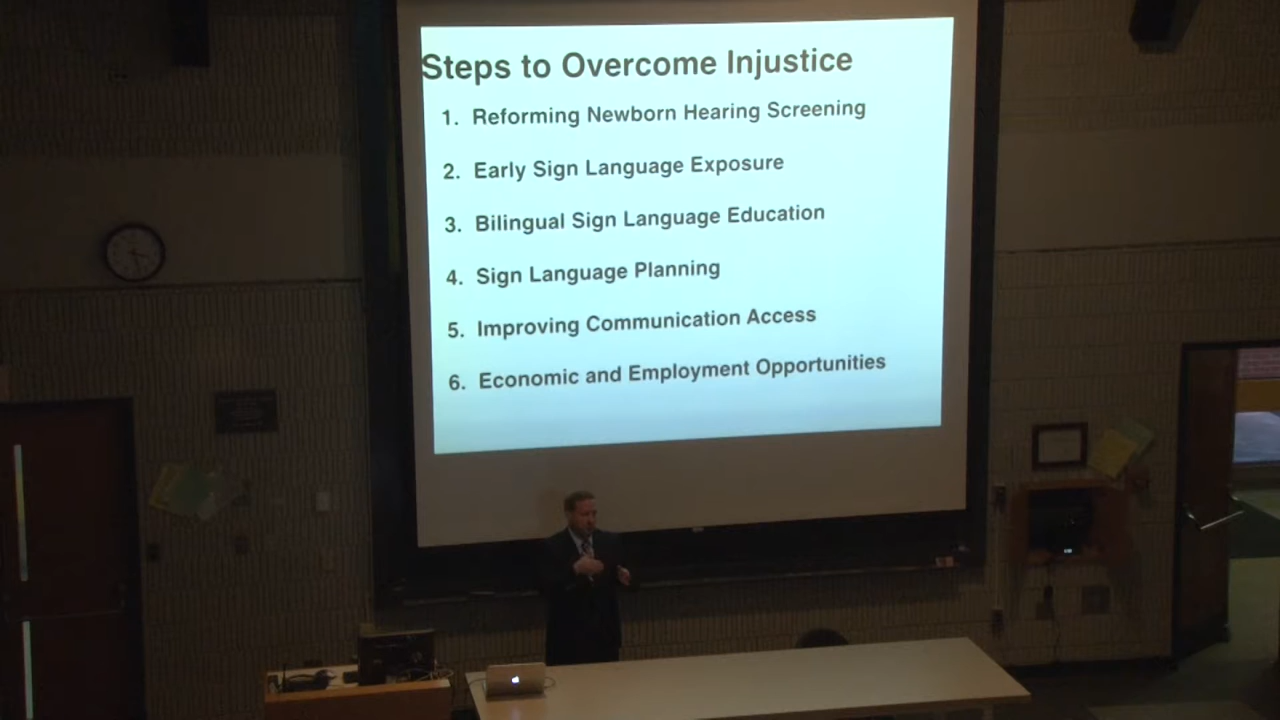 Steps to Overcome Injustice
1. Reforming Newborn Hearing Screening
2. Early Sign Language Exposure
3. Bilingual Sign Language Education
4. Sign Language Planning
5. Improving Communication Access
6. Economic and Employment Opportunities